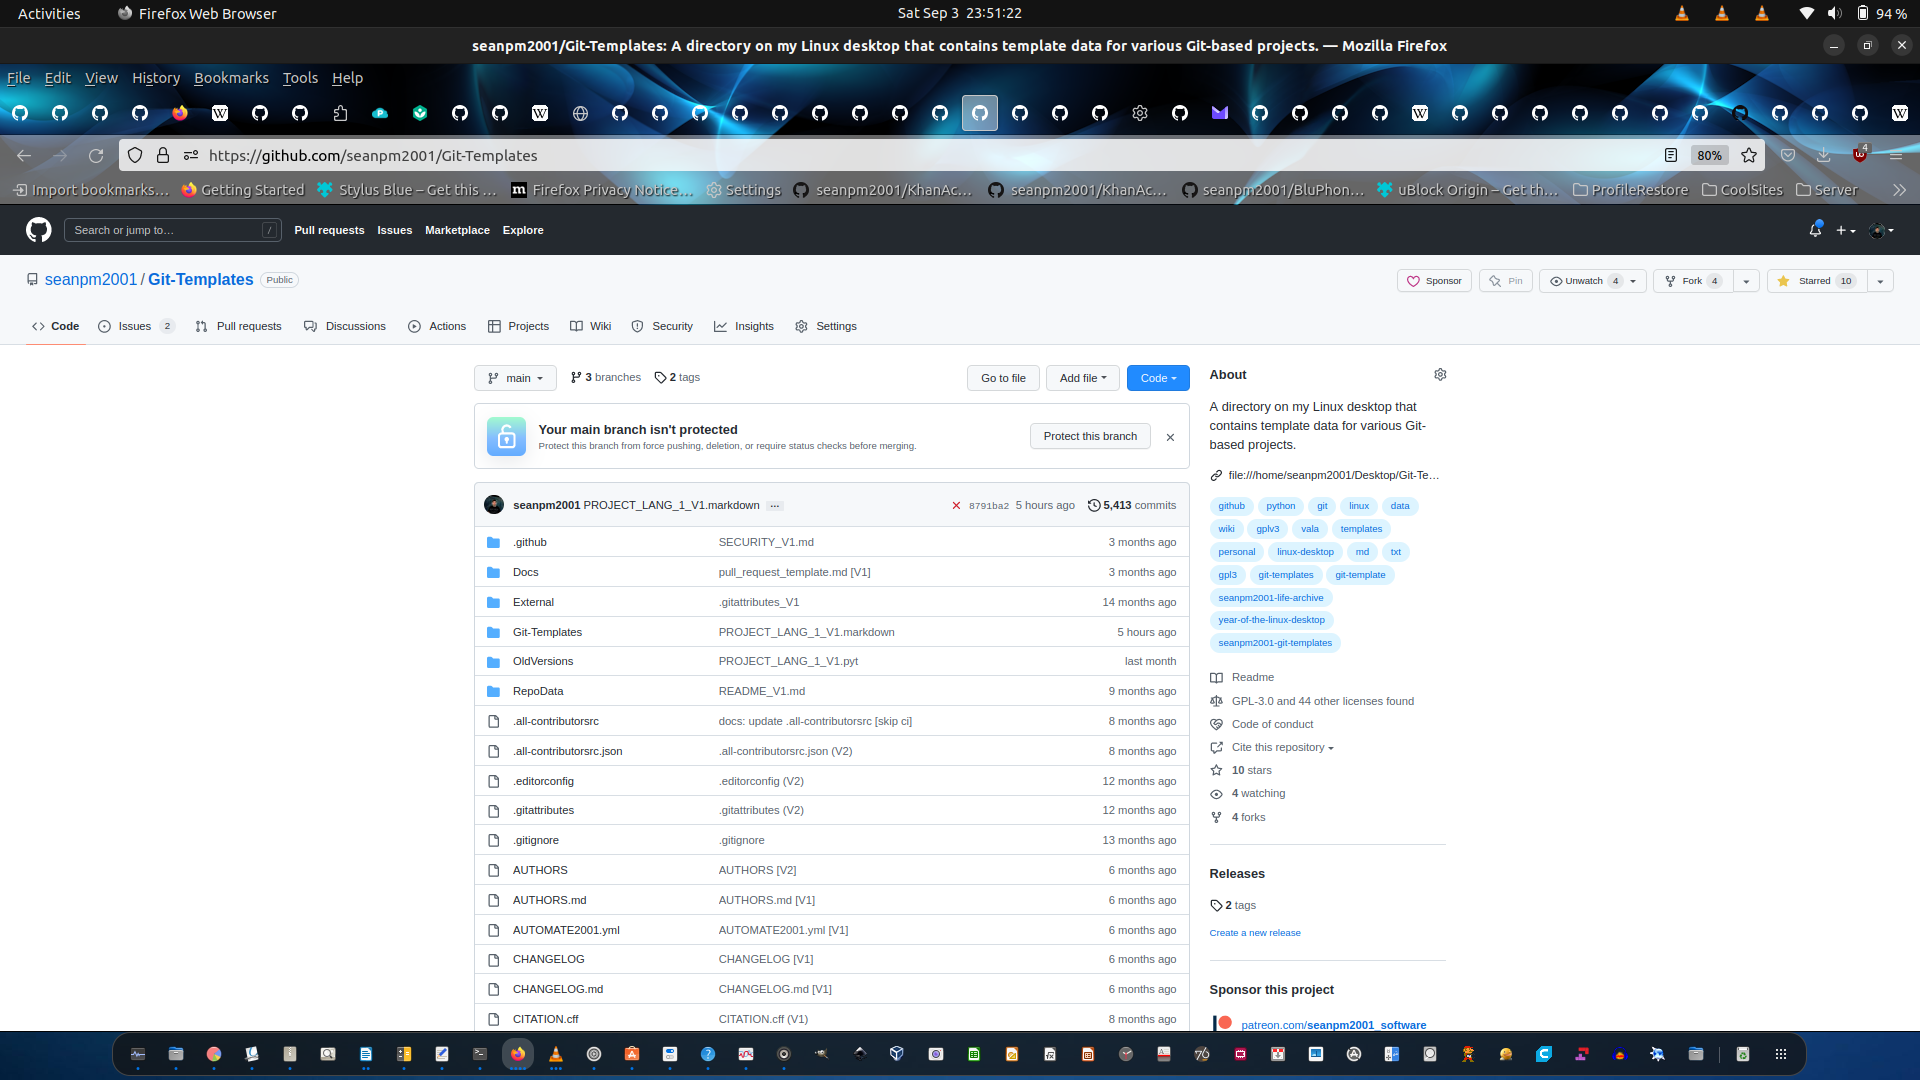 Activities Firefox Web Browser Sat Sep 3 23:51:22 94 %
seanpm2001/Git-Templates: A directory on my Linux desktop that contains template data for various Git-based projects. — Mozilla Firefox
File Edit View History Bookmarks Tools Help
https://github.com/seanpm2001/Git-Templates 80% 4
Import bookmarks… Getting Started Stylus Blue – Get this … Firefox Privacy Notice… Settings seanpm2001/KhanAc… seanpm2001/KhanAc… seanpm2001/BluPhon… uBlock Origin – Get th… ProfileRestore CoolSites Server
Search or jump to… / Pull requests Issues Marketplace Explore
seanpm2001 / Git-Templates Public Sponsor Pin Unwatch 4 Fork 4 Starred 10
Code Issues 2 Pull requests Discussions Actions Projects Wiki Security Insights Settings
main 3 branches 2 tags Go to file Add file Code
Your main branch isn't protected
Protect this branch from force pushing, deletion, or require status checks before merging.
Protect this branch
seanpm2001 PROJECT_LANG_1_V1.markdown … 8791ba2 5 hours ago 5,413 commits
.github SECURITY_V1.md 3 months ago
Docs pull_request_template.md [V1] 3 months ago
External .gitattributes_V1 14 months ago
Git-Templates PROJECT_LANG_1_V1.markdown 5 hours ago
OldVersions PROJECT_LANG_1_V1.pyt last month
RepoData README_V1.md 9 months ago
.all-contributorsrc docs: update .all-contributorsrc [skip ci] 8 months ago
.all-contributorsrc.json .all-contributorsrc.json (V2) 8 months ago
.editorconfig .editorconfig (V2) 12 months ago
.gitattributes .gitattributes (V2) 12 months ago
.gitignore .gitignore 13 months ago
AUTHORS AUTHORS [V2] 6 months ago
AUTHORS.md AUTHORS.md [V1] 6 months ago
AUTOMATE2001.yml AUTOMATE2001.yml [V1] 6 months ago
CHANGELOG CHANGELOG [V1] 6 months ago
CHANGELOG.md CHANGELOG.md [V1] 6 months ago
CITATION.cff CITATION.cff (V1) 8 months ago
About
A directory on my Linux desktop that
contains template data for various Git-
based projects.
file:///home/seanpm2001/Desktop/Git-Te…
github python git linux data
wiki gplv3 vala templates
personal linux-desktop md txt
gpl3 git-templates git-template
seanpm2001-life-archive
year-of-the-linux-desktop
seanpm2001-git-templates
Readme
GPL-3.0 and 44 other licenses found
Code of conduct
Cite this repository
10 stars
4 watching
4 forks
Releases
2 tags
Create a new release
Sponsor this project
patreon.com/seanpm2001_software